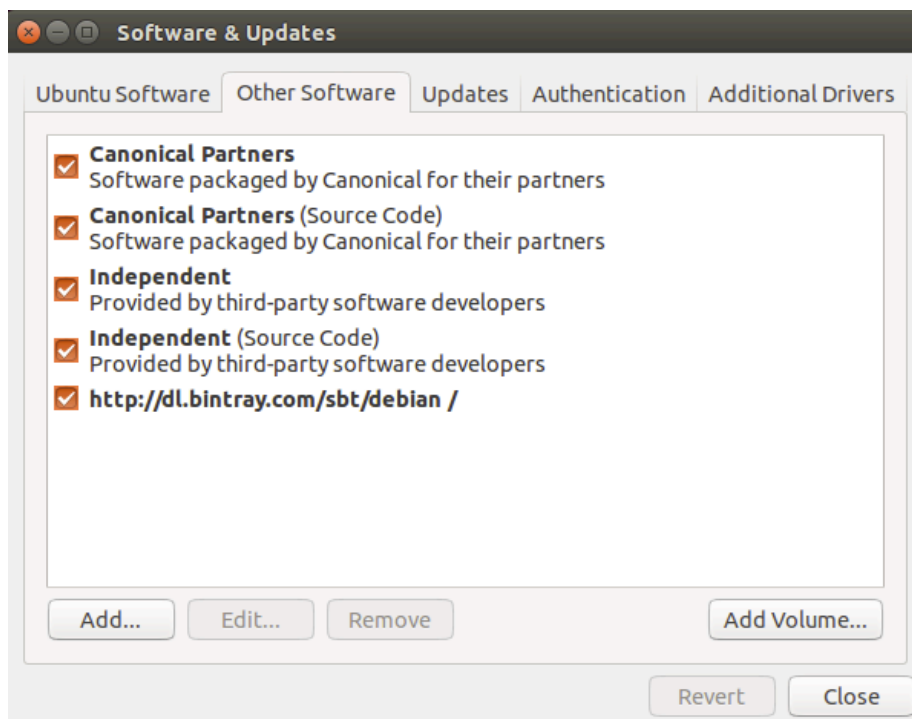 Software & Updates
Ubuntu Software Other Software Updates Authentication Additional Drivers
Canonical Partners
Software packaged by Canonical for their partners
Canonical Partners (Source Code)
Software packaged by Canonical for their partners
Independent
Provided by third-party software developers
Independent (Source Code)
Provided by third-party software developers
http://dl.bintray.com/sbt/debian /
Add... Edit... Remove Add Volume...
Revert Close